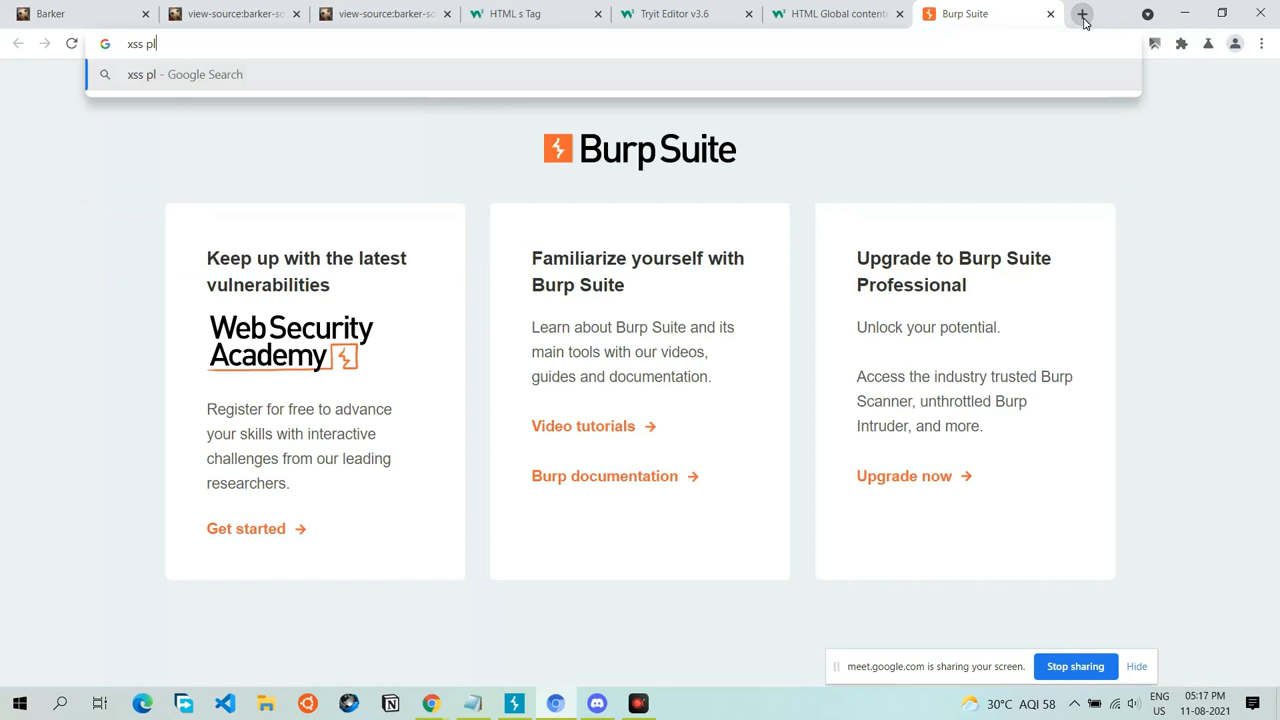 Barker
view-source:barker-so
view-source:barker-sc
HTML s Tag
Tryit Editor v3.6
HTML Global content
Burp Suite
xss pl
xss pl - Google Search
Burp Suite
Keep up with the latest
vulnerabilities
Web Security
Academy
Register for free to advance
your skills with interactive
challenges from our leading
researchers.
Get started
Familiarize yourself with
Burp Suite
Learn about Burp Suite and its
main tools with our videos,
guides and documentation.
Video tutorials
Burp documentation
Upgrade to Burp Suite
Professional
Unlock your potential.
Access the industry trusted Burp
Scanner, unthrottled Burp
Intruder, and more.
Upgrade now
meet.google.com is sharing your screen.
Stop sharing
Hide
30°C AQI 58
ENG
US
05:17 PM
11-08-2021